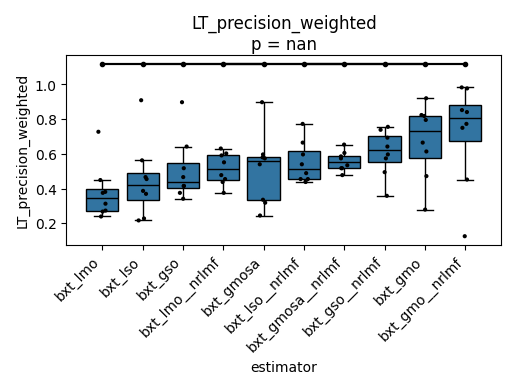 LT_precision_weighted
p = nan
LT_precision_weighted
1.0
0.8
0.6
0.4
0.2
bxt_lmo
bxt_lso
bxt_gso
bxt_lmo__nrlmf
bxt_gmosa
bxt_lso__nrlmf
bxt_gmosa__nrlmf
bxt_gso__nrlmf
bxt_gmo
bxt_gmo__nrlmf
estimator